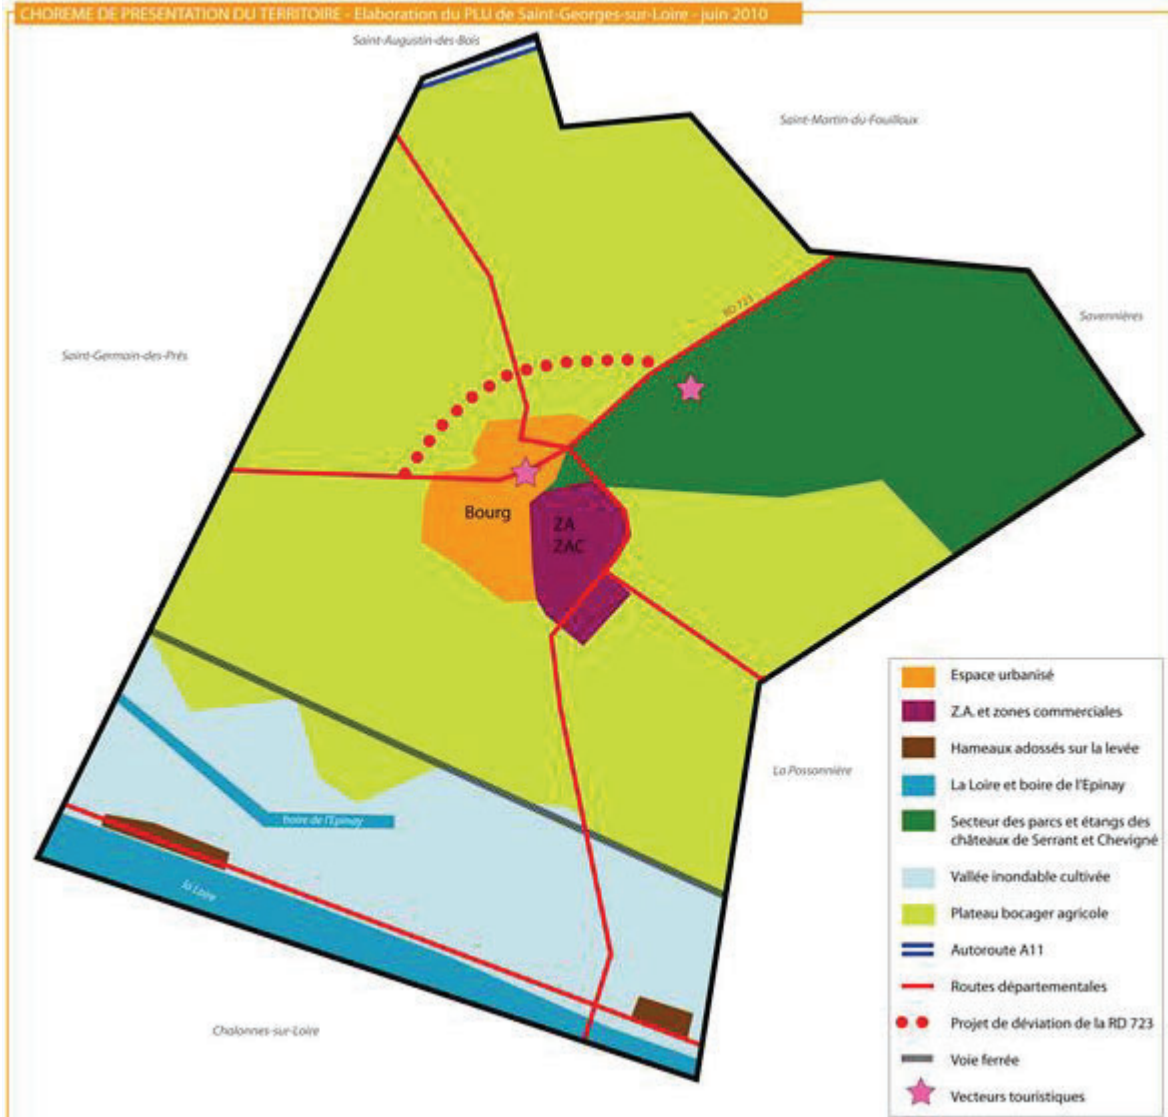 CHOREME DE PRESENTATION DU TERRITOIRE - Elaboration du PLU de Saint-Georges-sur-Loire - juin 2010
Saint-Augustin-des-Bois
Saint-Martin-du-Fouilloux
RD 723
Savennières
Saint-Germain-des-Prés
Bourg
ZA
ZAC
La Possonnière
boire de l'Epinay
la Loire
Chalonnes-sur-Loire
Espace urbanisé
Z.A. et zones commerciales
Hameaux adossés sur la levée
La Loire et boire de l'Epinay
Secteur des parcs et étangs des
châteaux de Serrant et Chevigné
Vallée inondable cultivée
Plateau bocager agricole
Autoroute A11
Routes départementales
Projet de déviation de la RD 723
Voie ferrée
Vecteurs touristiques